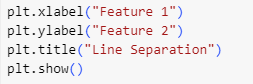 plt.xlabel("Feature 1")
plt.ylabel("Feature 2")
plt.title("Line Separation")
plt.show()